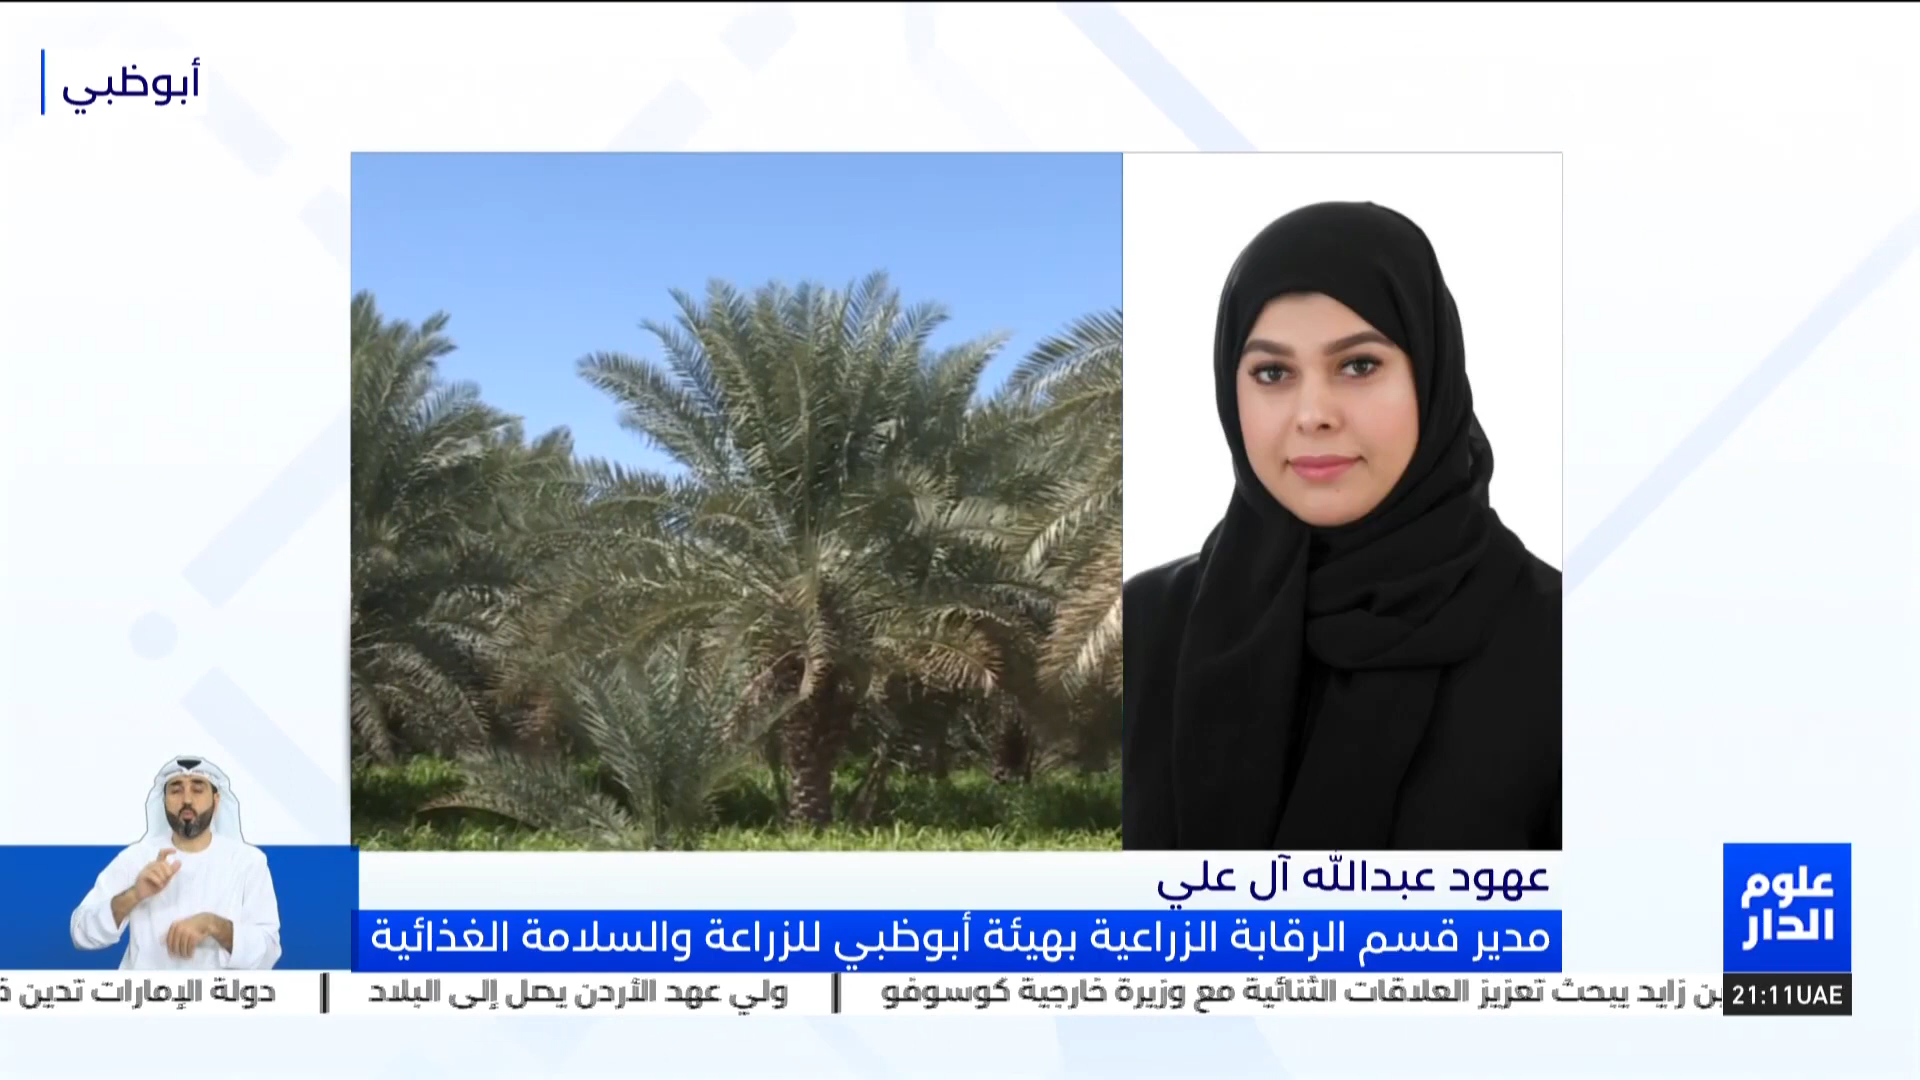 أبوظبي
عهود عبدالله آل علي
مدير قسم الرقابة الزراعية بهيئة أبوظبي للزراعة والسلامة الغذائية
علوم
الدار
بن زايد يبحث تعزيز العلاقات الثنائية مع وزيرة خارجية كوسوفو | ولي عهد الأردن يصل إلى البلاد | دولة الإمارات تدين
21:11UAE